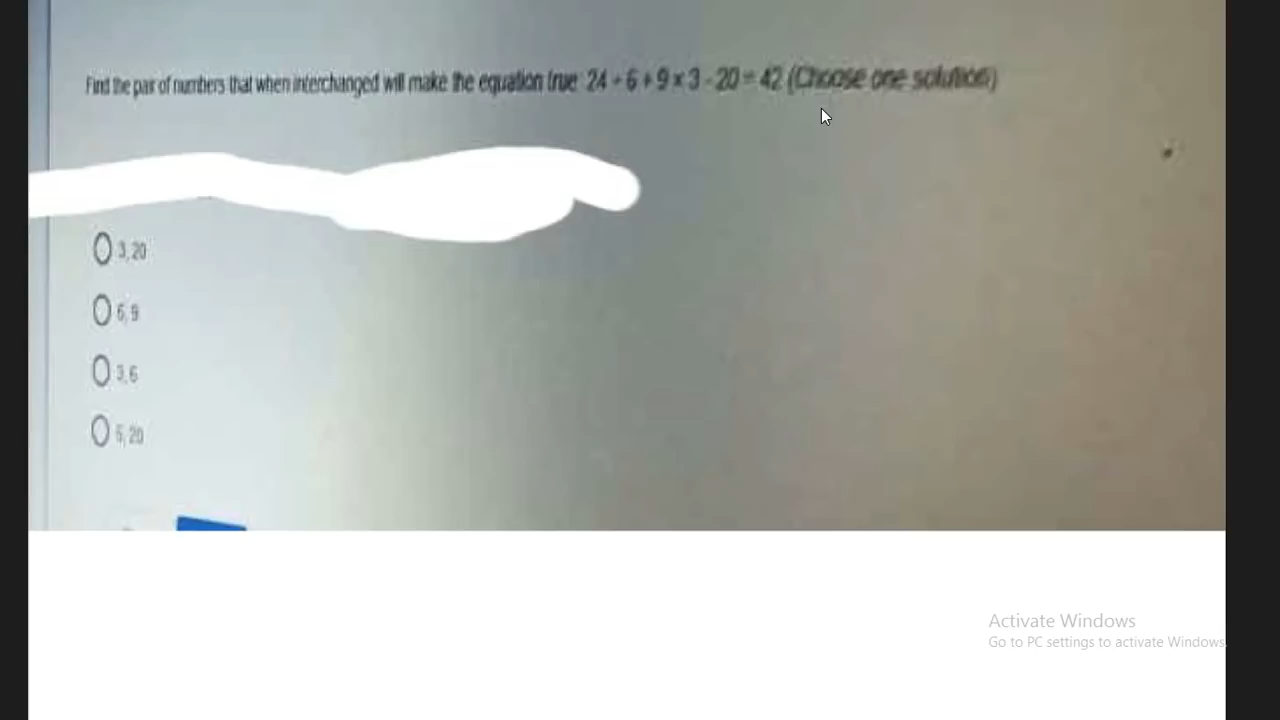 Find the pair of numbers that when interchanged will make the equation true 24 ÷ 6 + 9 x 3 - 20 = 42 (Choose one solution)
3, 20
6, 9
3, 6
6, 20
Activate Windows
Go to PC settings to activate Windows.